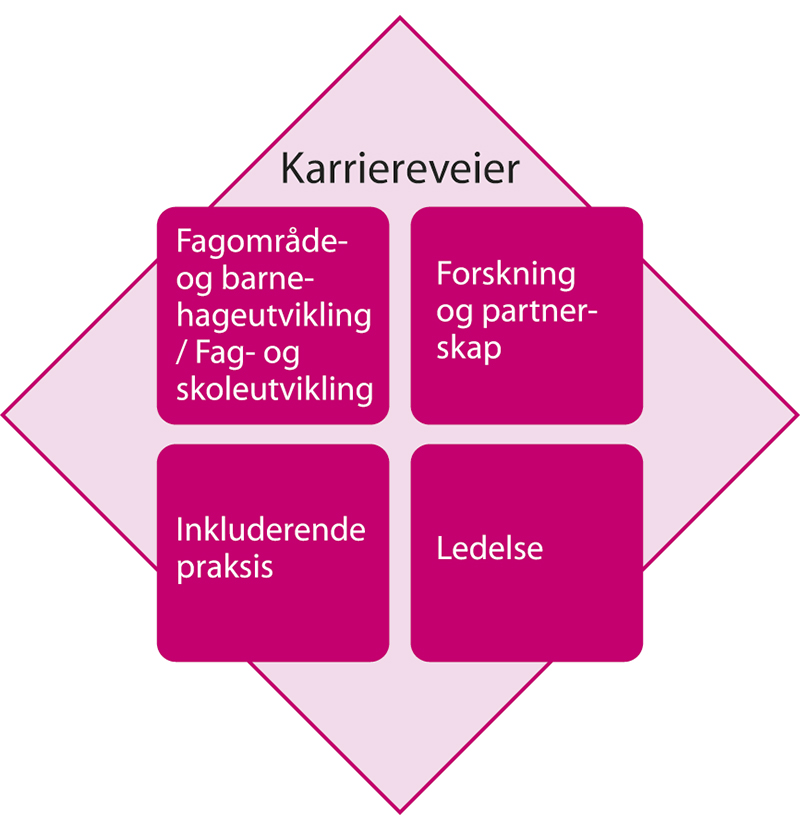 Karriereveier
Fagområde-
og barne-
hageutvikling
/ Fag- og
skoleutvikling
Forskning
og partner-
skap
Inkluderende
praksis
Ledelse